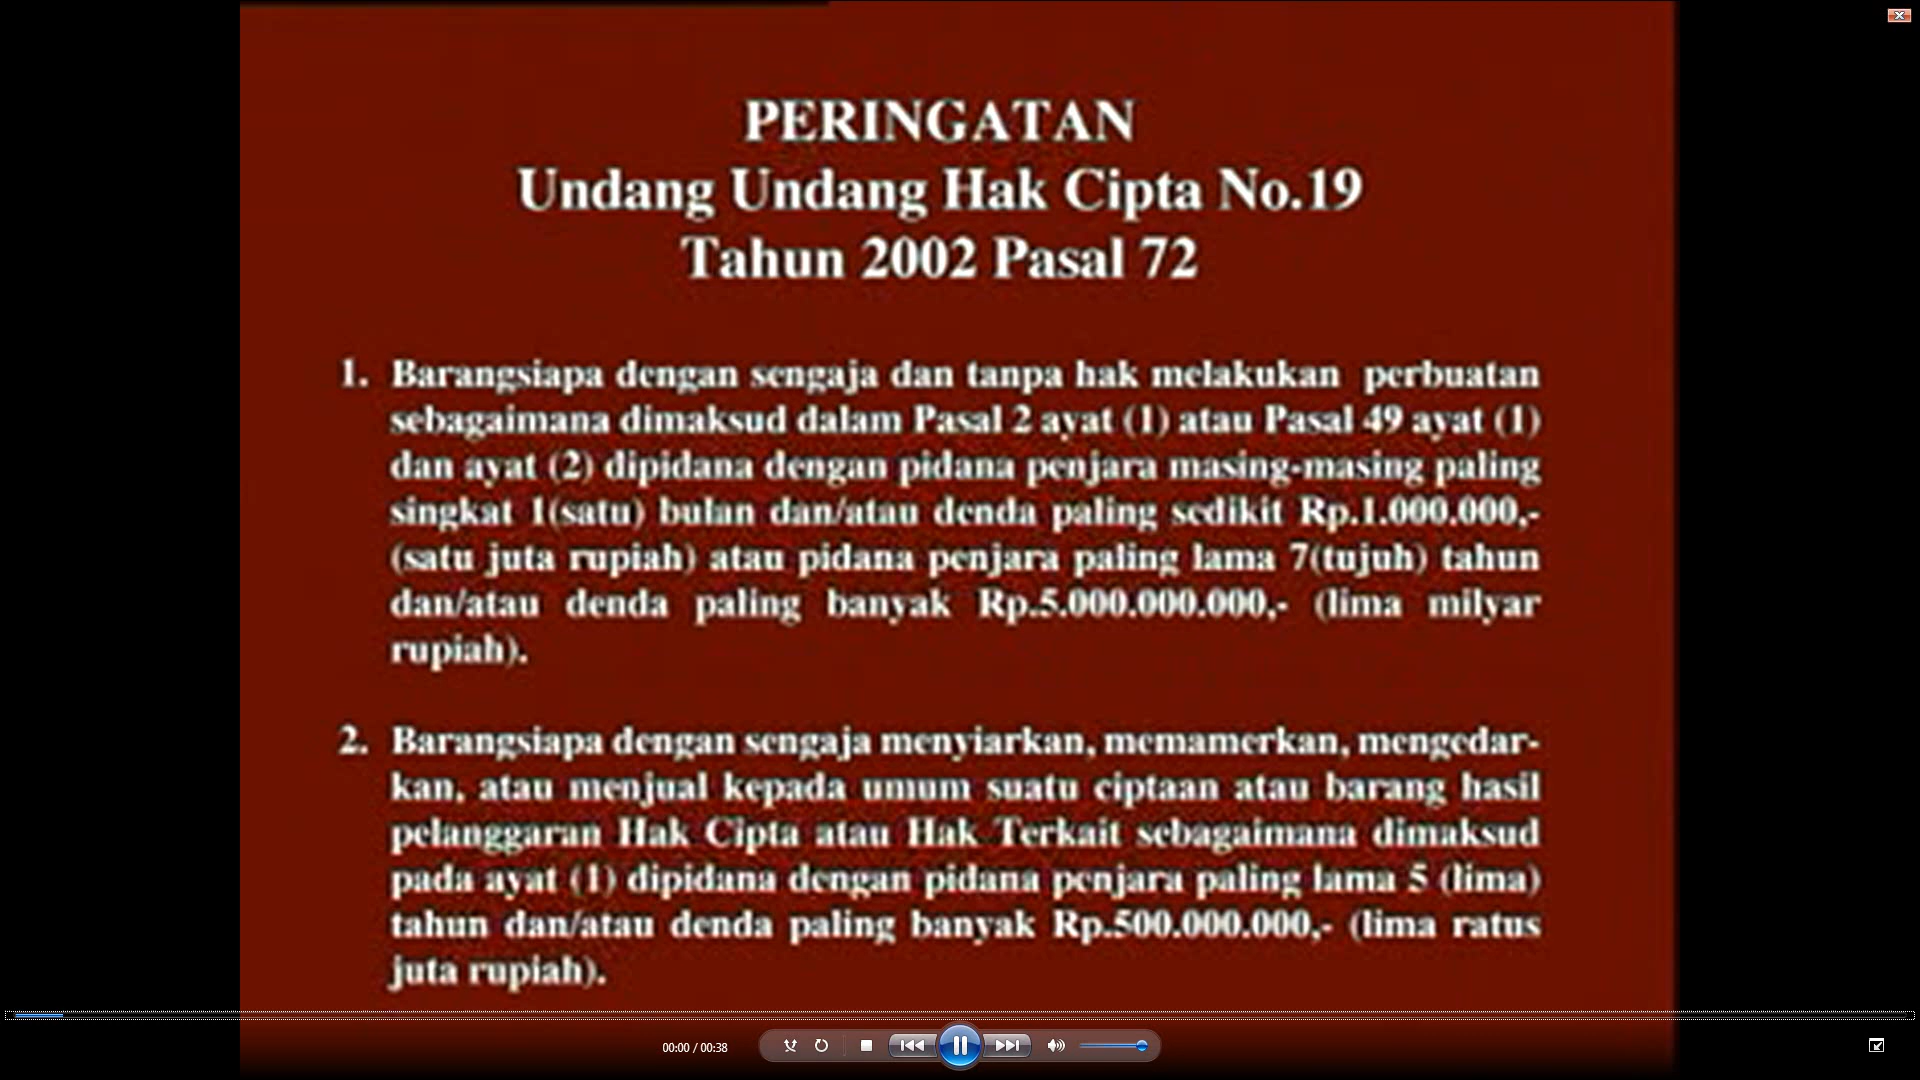 PERINGATAN
Undang Undang Hak Cipta No.19
Tahun 2002 Pasal 72
1. Barangsiapa dengan sengaja dan tanpa hak melakukan perbuatan
sebagaimana dimaksud dalam Pasal 2 ayat (1) atau Pasal 49 ayat (1)
dan ayat (2) dipidana dengan pidana penjara masing-masing paling
singkat 1(satu) bulan dan/atau denda paling sedikit Rp.1.000.000,-
(satu juta rupiah) atau pidana penjara paling lama 7(tujuh) tahun
dan/atau denda paling banyak Rp.5.000.000.000,- (lima milyar
rupiah).
2. Barangsiapa dengan sengaja menyiarkan, memamerkan, mengedar-
kan, atau menjual kepada umum suatu ciptaan atau barang hasil
pelanggaran Hak Cipta atau Hak Terkait sebagaimana dimaksud
pada ayat (1) dipidana dengan pidana penjara paling lama 5 (lima)
tahun dan/atau denda paling banyak Rp.500.000.000,- (lima ratus
juta rupiah).
00:00 / 00:38